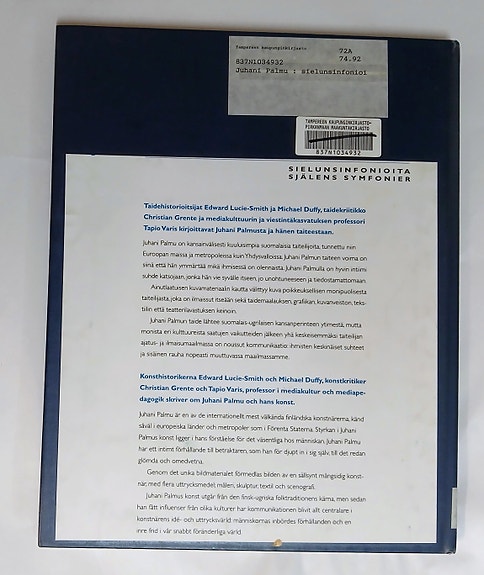 Tampereen kaupunginkirjasto
72A
74.92
837N1034932
Juhani Palmu : sielunsinfonioi
TAMPEREEN KAUPUNGINKIRJASTO-
PIRKANMAAN MAAKUNTAKIRJASTO
837N1034932
SIELUNSINFONIOITA
SJÄLENS SYMFONIER
Taidehistorioitsijat Edward Lucie-Smith ja Michael Duffy, taidekriitikko
Christian Grente ja mediakulttuurin ja viestintäkasvatuksen professori
Tapio Varis kirjoittavat Juhani Palmusta ja hänen taiteestaan.
Juhani Palmu on kansainvälisesti kuuluisimpia suomalaisia taiteilijoita, tunnettu niin
Euroopan maissa ja metropoleissa kuin Yhdysvalloissa. Juhani Palmun taiteen voima on
siinä että hän ymmärtää mikä ihmisessä on olennaista. Juhani Palmulla on hyvin intiimi
suhde katsojaan, jonka hän vie syvälle itseen, jo unohtuneeseen ja tiedostamattomaan.
Ainutlaatuisen kuvamateriaalin kautta välittyy kuva poikkeuksellisen monipuolisesta
taiteilijasta, joka on ilmaissut itseään sekä taidemaalauksen, grafiikan, kuvanveiston, teks-
tiilin että teatterilavastuksen keinoin.
Juhani Palmun taide lähtee suomalais-ugrilaisen kansanperinteen ytimestä, mutta
monista eri kulttuureista saatujen vaikutteiden jälkeen yhä keskeisemmäksi taiteilijan
ajatus- ja ilmaisumaailmassa on noussut kommunikaatio: ihmisten keskinäiset suhteet
ja sisäinen rauha nopeasti muuttuvassa maailmassamme.
Konsthistorikerna Edward Lucie-Smith och Michael Duffy, konstkritiker
Christian Grente och Tapio Varis, professor i mediakultur och mediape-
dagogik skriver om Juhani Palmu och hans konst.
Juhani Palmu är en av de internationellt mest välkända finländska konstnärerna, känd
såväl i europeiska länder och metropoler som i Förenta Staterna. Styrkan i Juhani
Palmus konst ligger i hans förståelse för det väsentliga hos människan. Juhani Palmu
har ett intimt förhållande till betraktaren, som han för djupt in i sig själv, till det redan
glömda och omedvetna.
Genom det unika bildmaterialet förmedlas bilden av en sällsynt mångsidig konst-
när, med flera uttrycksmedel: måleri, skulptur, textil och scenografi.
Juhani Palmus konst utgår från den finsk-ugriska folktraditionens kärna, men sedan
han fått influenser från olika kulturer har kommunikationen blivit allt centralare i
konstnärens idé- och uttrycksvärld: människornas inbördes förhållanden och en
inre frid i vår snabbt föränderliga värld.